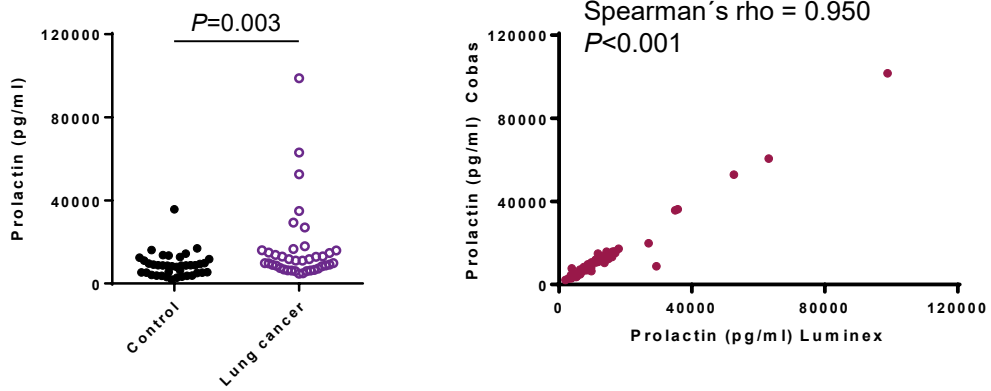 P=0.003
120000
80000
40000
0
Prolactin (pg/ml)
Control
Lung cancer
Spearman´s rho = 0.950
P<0.001
120000
80000
40000
0
Prolactin (pg/ml) Cobas
0
40000
80000
120000
Prolactin (pg/ml) Luminex